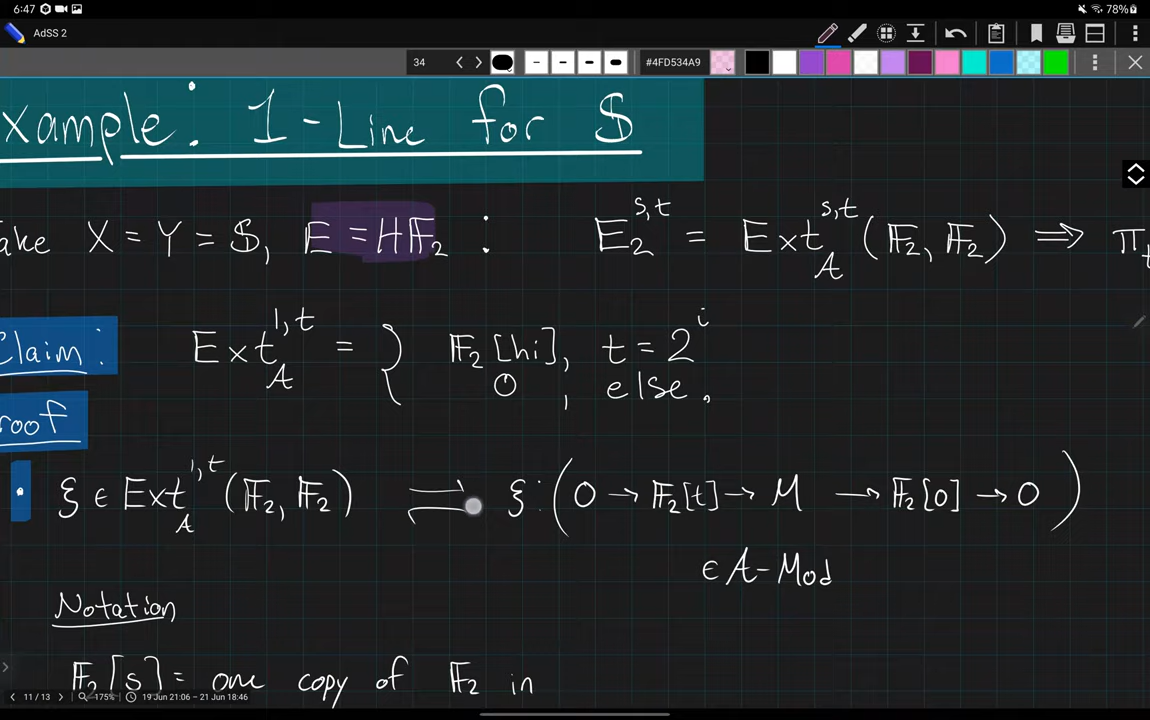 6:47 78%
AdSS 2
34 #4FD534A9
xample: 1-Line for $
ake X = Y = $, E = HF₂ : E₂^{s,t} = Ext_A^{s,t}(F₂, F₂) ⟹ π_t
Claim: Ext_A^{1,t} = { F₂[hi], t = 2^i
0, else,
roof
• ξ ∈ Ext_A^{1,t}(F₂, F₂) ⇌ ξ: (0 → F₂[t] → M → F₂[0] → 0)
∈ A-Mod
Notation
F₂[s] = one copy of F₂ in
11 / 13 175% 19 Jun 21:06 - 21 Jun 18:46